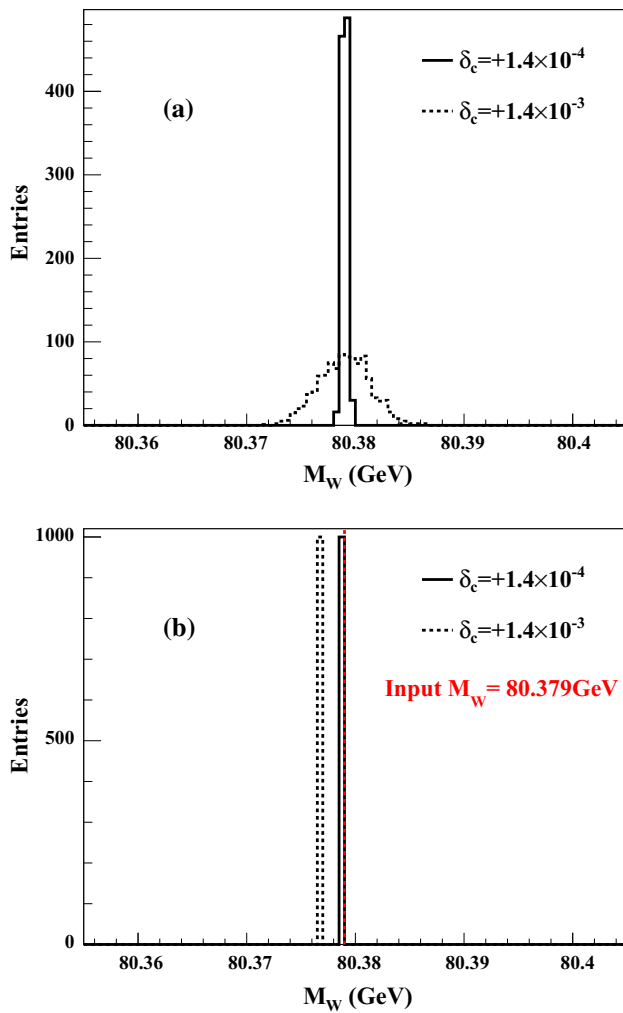 400
300
200
100
0
Entries
(a)
δc=+1.4×10-4
δc=+1.4×10-3
80.36 80.37 80.38 80.39 80.4
MW (GeV)
1000
500
0
Entries
(b)
δc=+1.4×10-4
δc=+1.4×10-3
Input MW= 80.379GeV
80.36 80.37 80.38 80.39 80.4
MW (GeV)